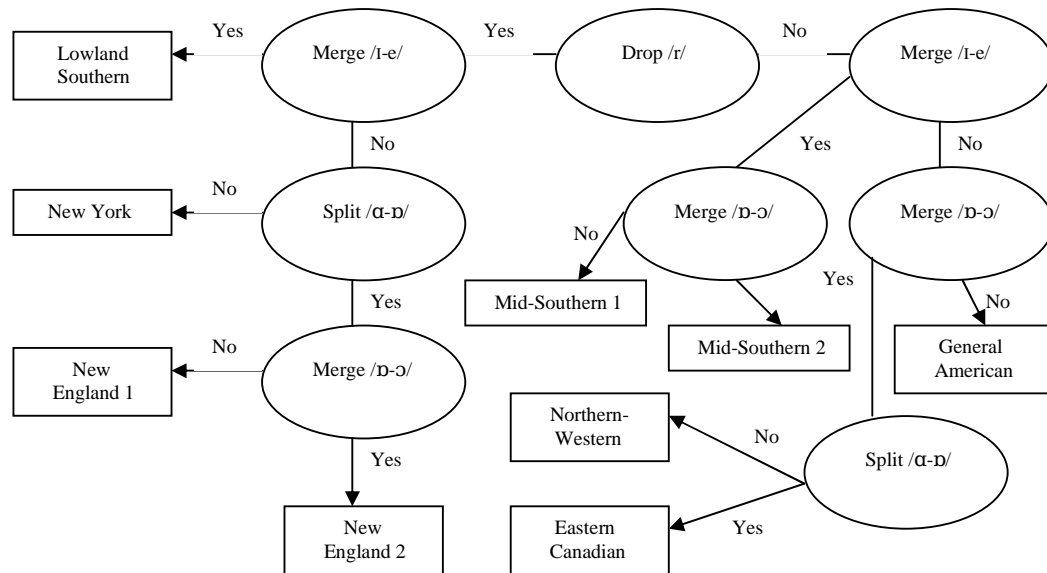 Yes
Yes
No
Lowland
Southern
Merge /ɪ-e/
Drop /r/
Merge /ɪ-e/
No
Yes
No
No
New York
Split /ɑ-ɒ/
Merge /ɒ-ɔ/
Merge /ɒ-ɔ/
No
Yes
Yes
Mid-Southern 1
No
No
New
England 1
Merge /ɒ-ɔ/
Mid-Southern 2
General
American
Northern-
Western
No
Split /ɑ-ɒ/
Yes
New
England 2
Eastern
Canadian
Yes